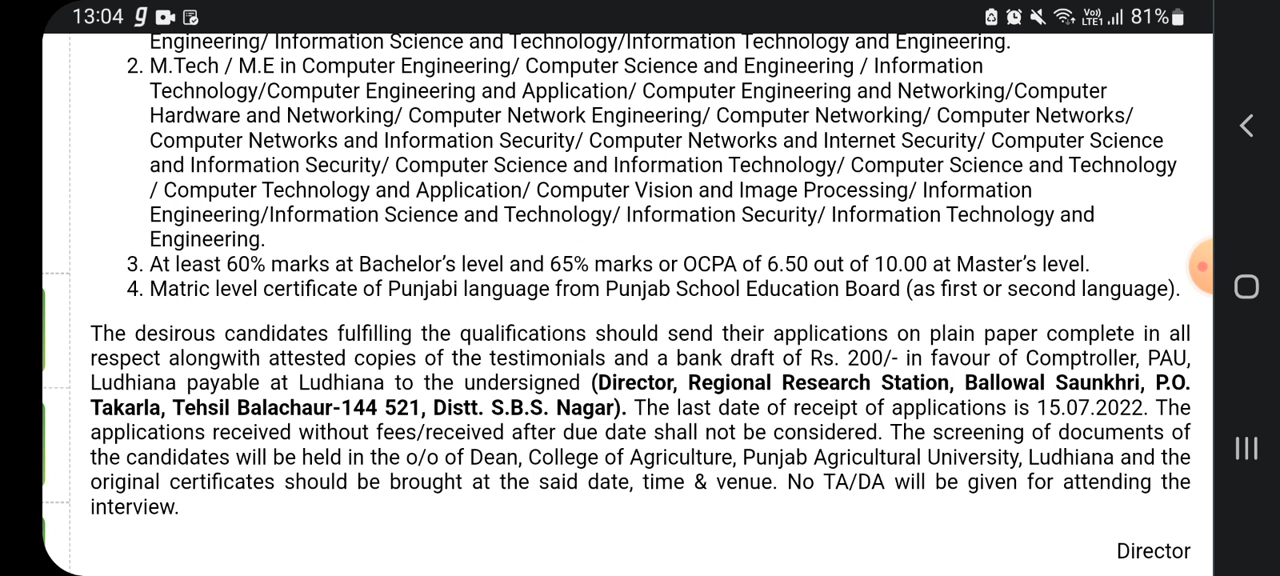 13:04 g Vo)) LTE1 81%
Engineering/ Information Science and Technology/Information Technology and Engineering.
2. M.Tech / M.E in Computer Engineering/ Computer Science and Engineering / Information
Technology/Computer Engineering and Application/ Computer Engineering and Networking/Computer
Hardware and Networking/ Computer Network Engineering/ Computer Networking/ Computer Networks/
Computer Networks and Information Security/ Computer Networks and Internet Security/ Computer Science
and Information Security/ Computer Science and Information Technology/ Computer Science and Technology
/ Computer Technology and Application/ Computer Vision and Image Processing/ Information
Engineering/Information Science and Technology/ Information Security/ Information Technology and
Engineering.
3. At least 60% marks at Bachelor’s level and 65% marks or OCPA of 6.50 out of 10.00 at Master’s level.
4. Matric level certificate of Punjabi language from Punjab School Education Board (as first or second language).
The desirous candidates fulfilling the qualifications should send their applications on plain paper complete in all
respect alongwith attested copies of the testimonials and a bank draft of Rs. 200/- in favour of Comptroller, PAU,
Ludhiana payable at Ludhiana to the undersigned (Director, Regional Research Station, Ballowal Saunkhri, P.O.
Takarla, Tehsil Balachaur-144 521, Distt. S.B.S. Nagar). The last date of receipt of applications is 15.07.2022. The
applications received without fees/received after due date shall not be considered. The screening of documents of
the candidates will be held in the o/o of Dean, College of Agriculture, Punjab Agricultural University, Ludhiana and the
original certificates should be brought at the said date, time & venue. No TA/DA will be given for attending the
interview.
Director